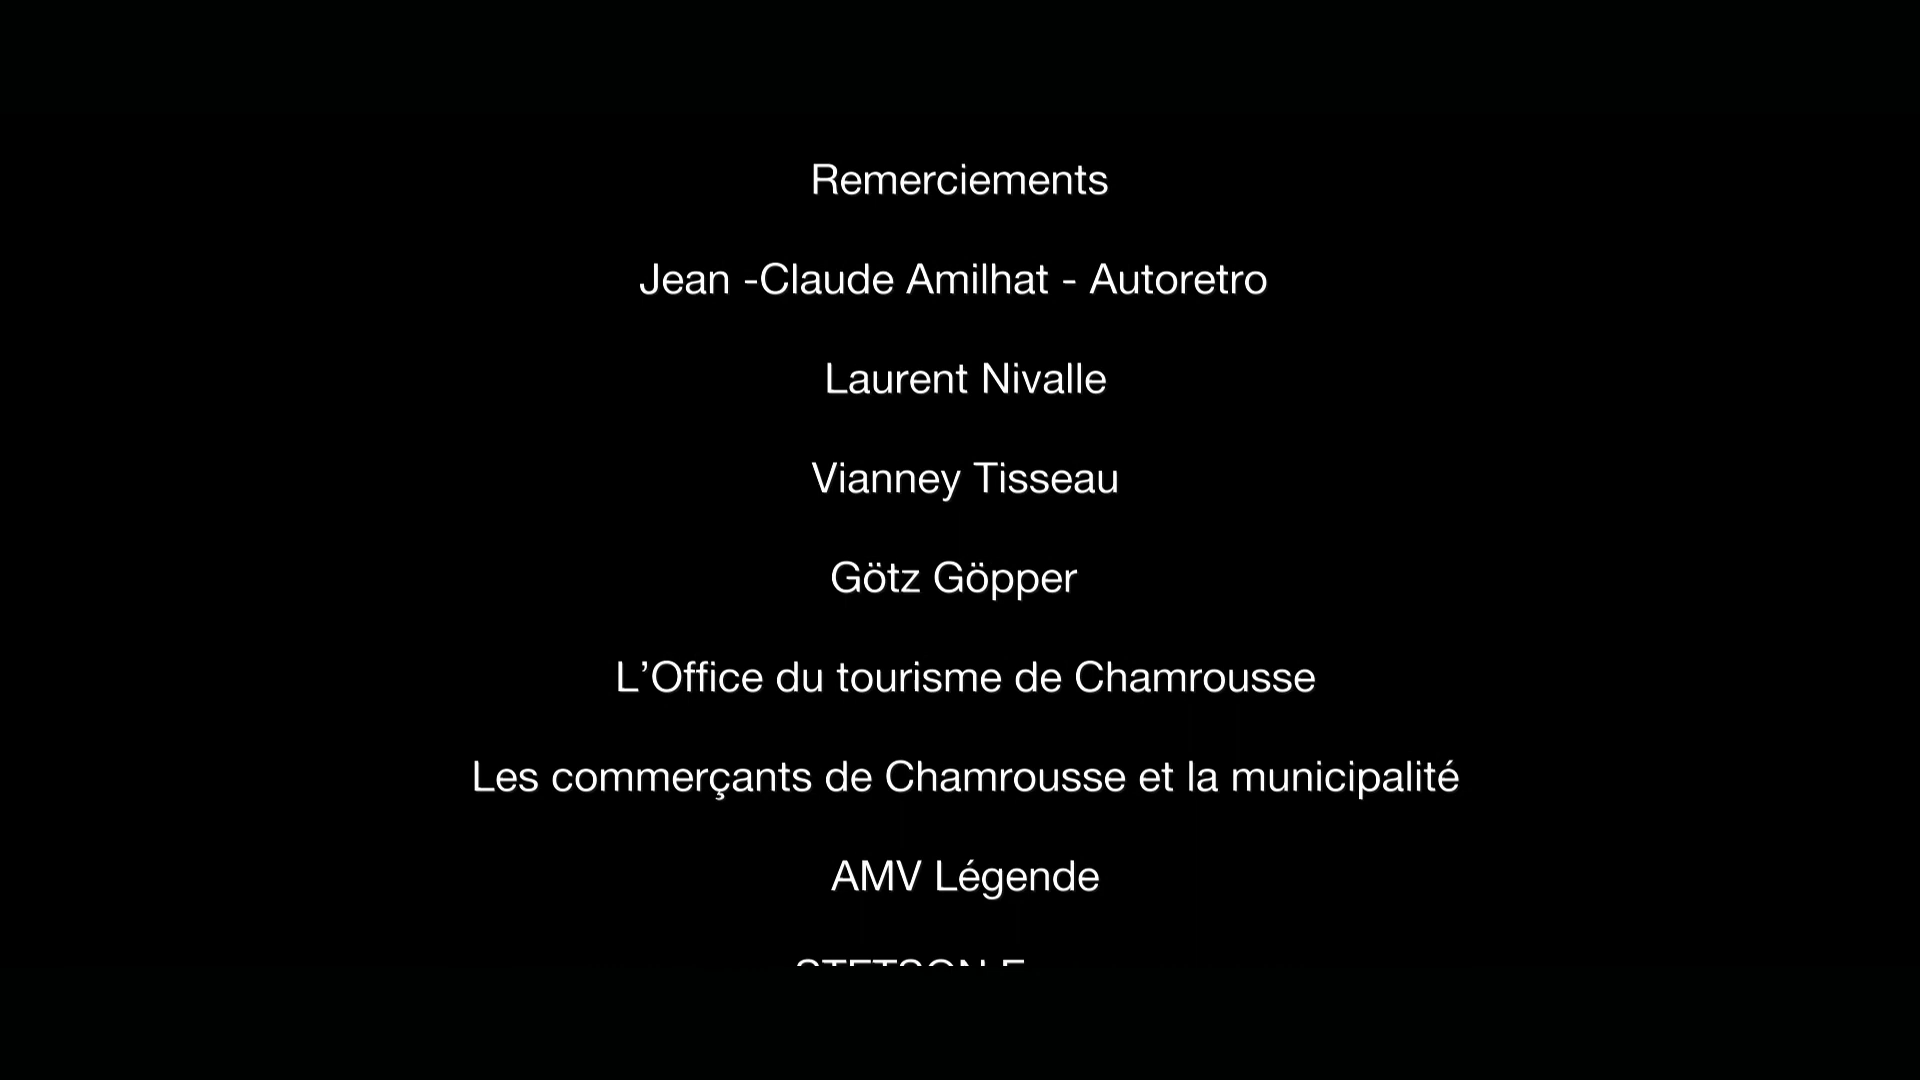 Remerciements
Jean -Claude Amilhat - Autoretro
Laurent Nivalle
Vianney Tisseau
Götz Göpper
L’Office du tourisme de Chamrousse
Les commerçants de Chamrousse et la municipalité
AMV Légende
STETSON